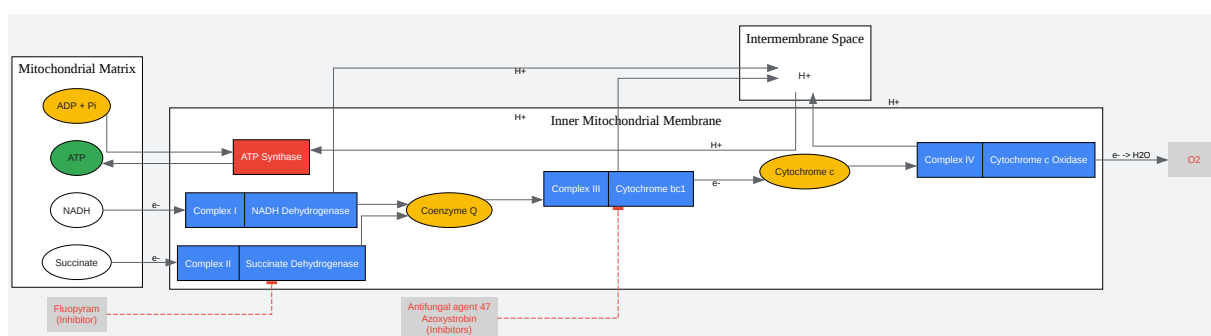 Intermembrane Space
H+
Mitochondrial Matrix
ADP + Pi
ATP
NADH
Succinate
H+
H+
H+
Inner Mitochondrial Membrane
H+
ATP Synthase
e-
Complex I
NADH Dehydrogenase
e-
Complex II
Succinate Dehydrogenase
Coenzyme Q
Complex III
Cytochrome bc1
e-
Cytochrome c
Complex IV
Cytochrome c Oxidase
e- -> H2O
O2
Fluopyram
(Inhibitor)
Antifungal agent 47
Azoxystrobin
(Inhibitors)